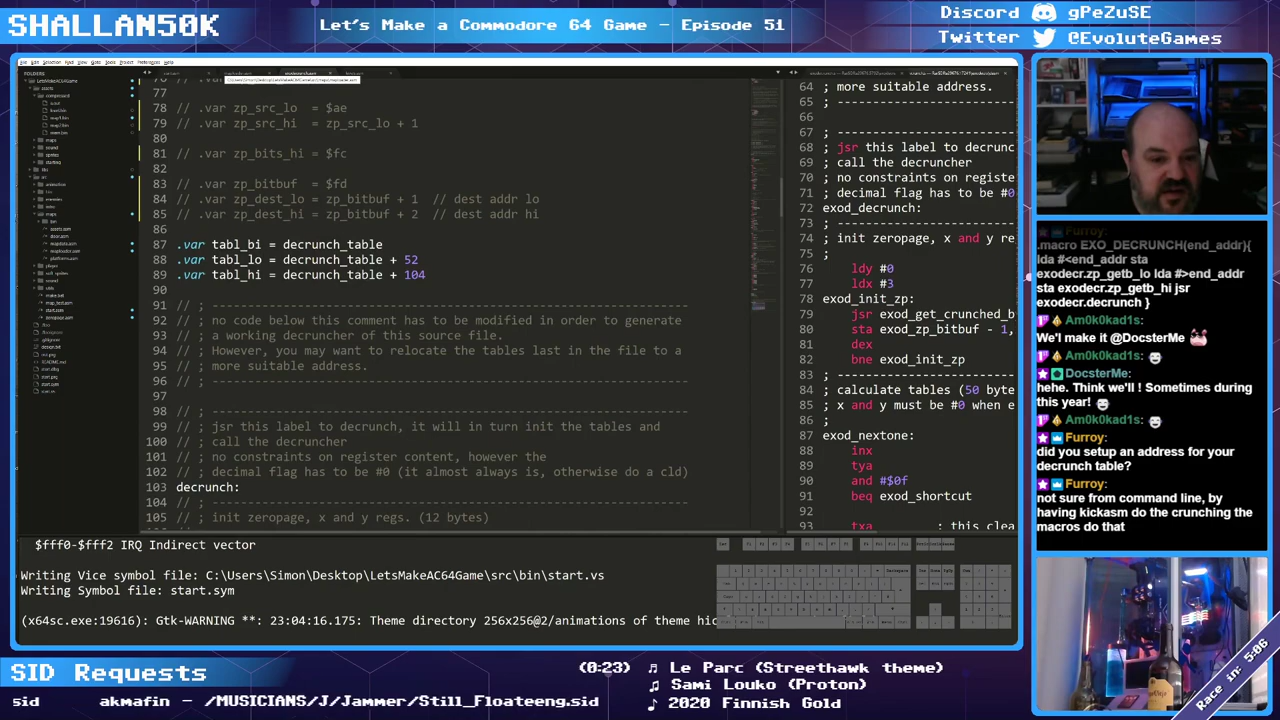 SHALLAN50K
Let's Make a Commodore 64 Game - Episode 51
Discord gPeZuSE
Twitter @EvoluteGames
77
78 // .var zp_src_lo = $ae
79 // .var zp_src_hi = zp_src_lo + 1
80
81 // .var zp_bits_hi = $fc
82
83 // .var zp_bitbuf = $fd
84 // .var zp_dest_lo = zp_bitbuf + 1 // dest addr lo
85 // .var zp_dest_hi = zp_bitbuf + 2 // dest addr hi
86
87 .var tabl_bi = decrunch_table
88 .var tabl_lo = decrunch_table + 52
89 .var tabl_hi = decrunch_table + 104
90
91 // ; -------------------------------------------------------------------
92 // ; no code below this comment has to be modified in order to generate
93 // ; a working decruncher of this source file.
94 // ; However, you may want to relocate the tables last in the file to a
95 // ; more suitable address.
96 // ; -------------------------------------------------------------------
97
98 // ; -------------------------------------------------------------------
99 // ; jsr this label to decrunch, it will in turn init the tables and
100 // ; call the decruncher
101 // ; no constraints on register content, however the
102 // ; decimal flag has to be #0 (it almost always is, otherwise do a cld)
103 decrunch:
104 // ; -------------------------------------------------------------------
105 // ; init zeropage, x and y regs. (12 bytes)
64 ; more suitable address.
65 ; -------------------------
66
67 ; -------------------------
68 ; jsr this label to decrunc
69 ; call the decruncher
70 ; no constraints on register
71 ; decimal flag has to be #0
72 exod_decrunch:
73 ; -------------------------
74 ; init zeropage, x and y re
75 ;
76 ldy #0
77 ldx #3
78 exod_init_zp:
79 jsr exod_get_crunched_b
80 sta exod_zp_bitbuf - 1,
81 dex
82 bne exod_init_zp
83 ; -------------------------
84 ; calculate tables (50 byte
85 ; x and y must be #0 when e
86 ;
87 exod_nextone:
88 inx
89 tya
90 and #$0f
91 beq exod_shortcut
92
93 txa ; this clea
$fff0-$fff2 IRQ Indirect vector
Writing Vice symbol file: C:\Users\Simon\Desktop\LetsMakeAC64Game\src\bin\start.vs
Writing Symbol file: start.sym
(x64sc.exe:19616): Gtk-WARNING **: 23:04:16.175: Theme directory 256x256@2/animations of theme hic
Furroy:
.macro EXO_DECRUNCH(end_addr){
lda #<end_addr sta
exodecr.zp_getb_lo lda #>end_addr
sta exodecr.zp_getb_hi jsr
exodecr.decrunch }
Am0k0kad1s:
We'l make it @DocsterMe
Am0k0kad1s:
DocsterMe:
hehe. Think we'll ! Sometimes during
this year!
Am0k0kad1s:
Furroy:
did you setup an address for your
decrunch table?
Furroy:
not sure from command line, by
having kickasm do the crunching the
macros do that
Race in: 5:06
SID Requests
sid akmafin - /MUSICIANS/J/Jammer/Still_Floateeng.sid
(0:23) ♫ Le Parc (Streethawk theme)
♫ Sami Louko (Proton)
♪ 2020 Finnish Gold